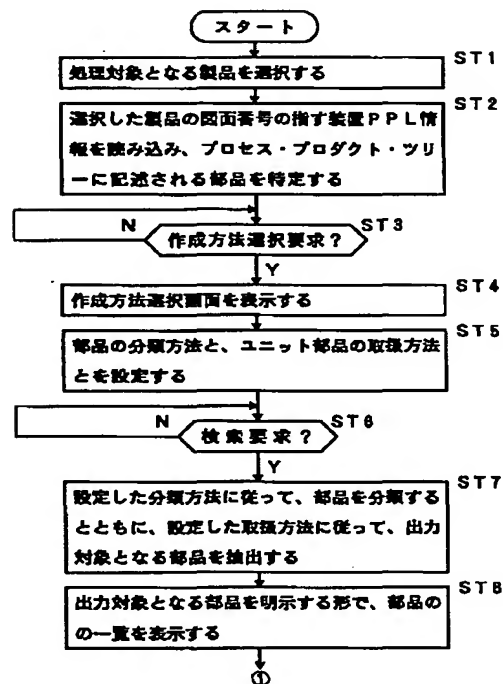 スタート
ST1
処理対象となる製品を選択する
ST2
選択した製品の図面番号の指す装置PPL情
報を読み込み、プロセス・プロダクト・ツリ
ーに記述される部品を特定する
N
ST3
作成方法選択要求？
Y
ST4
作成方法選択画面を表示する
ST5
部品の分類方法と、ユニット部品の取扱方法
とを設定する
N
ST6
検索要求？
Y
ST7
設定した分類方法に従って、部品を分類する
とともに、設定した取扱方法に従って、出力
対象となる部品を抽出する
ST8
出力対象となる部品を明示する形で、部品の
の一覧を表示する
①